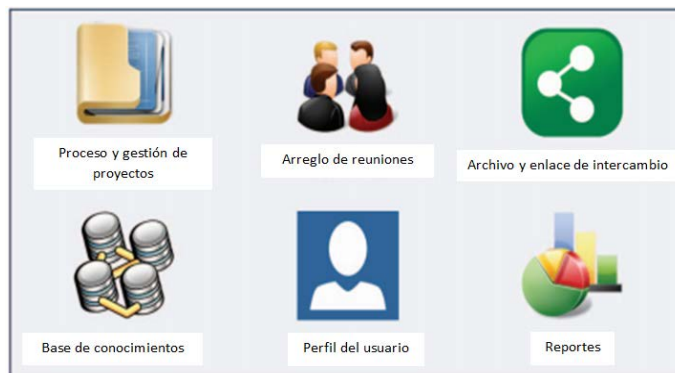 Proceso y gestión de
proyectos
Arreglo de reuniones
Archivo y enlace de intercambio
Base de conocimientos
Perfil del usuario
Reportes